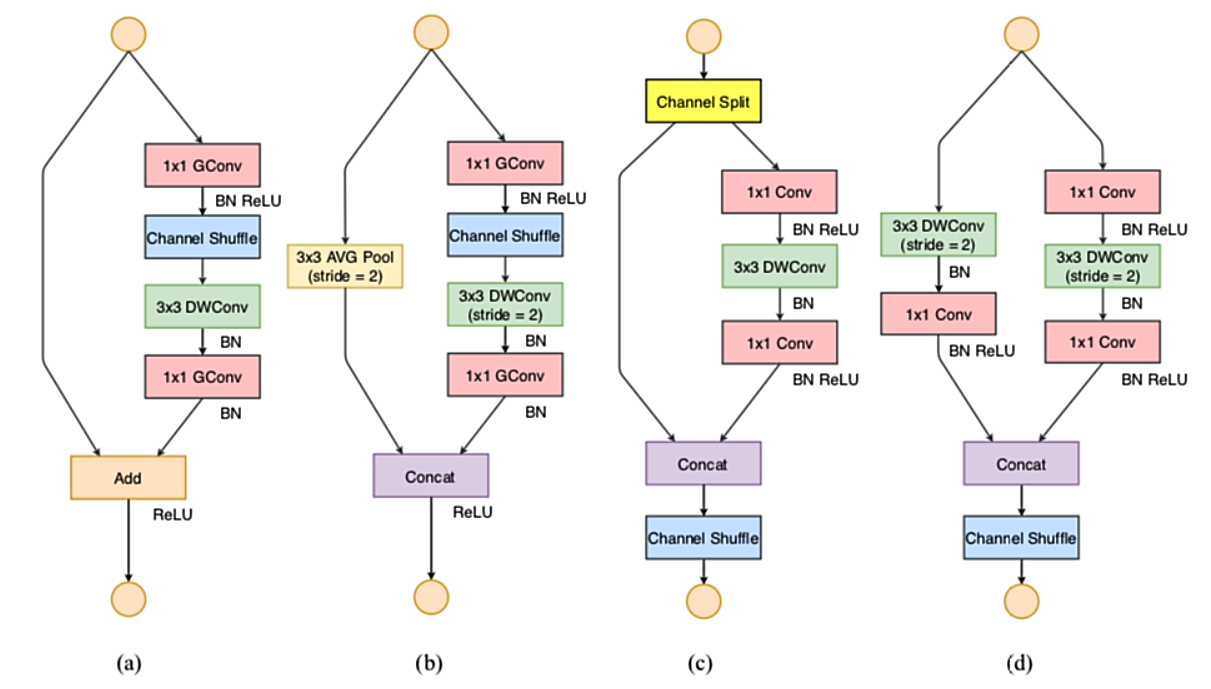 1x1 GConv
BN ReLU
Channel Shuffle
3x3 DWConv
BN
1x1 GConv
BN
Add
ReLU
(a)
1x1 GConv
BN ReLU
Channel Shuffle
3x3 AVG Pool
(stride = 2)
3x3 DWConv
(stride = 2)
BN
1x1 GConv
BN
Concat
ReLU
(b)
Channel Split
1x1 Conv
BN ReLU
3x3 DWConv
BN
1x1 Conv
BN ReLU
Concat
Channel Shuffle
(c)
3x3 DWConv
(stride = 2)
BN
1x1 Conv
BN ReLU
1x1 Conv
BN ReLU
3x3 DWConv
(stride = 2)
BN
1x1 Conv
BN ReLU
Concat
Channel Shuffle
(d)